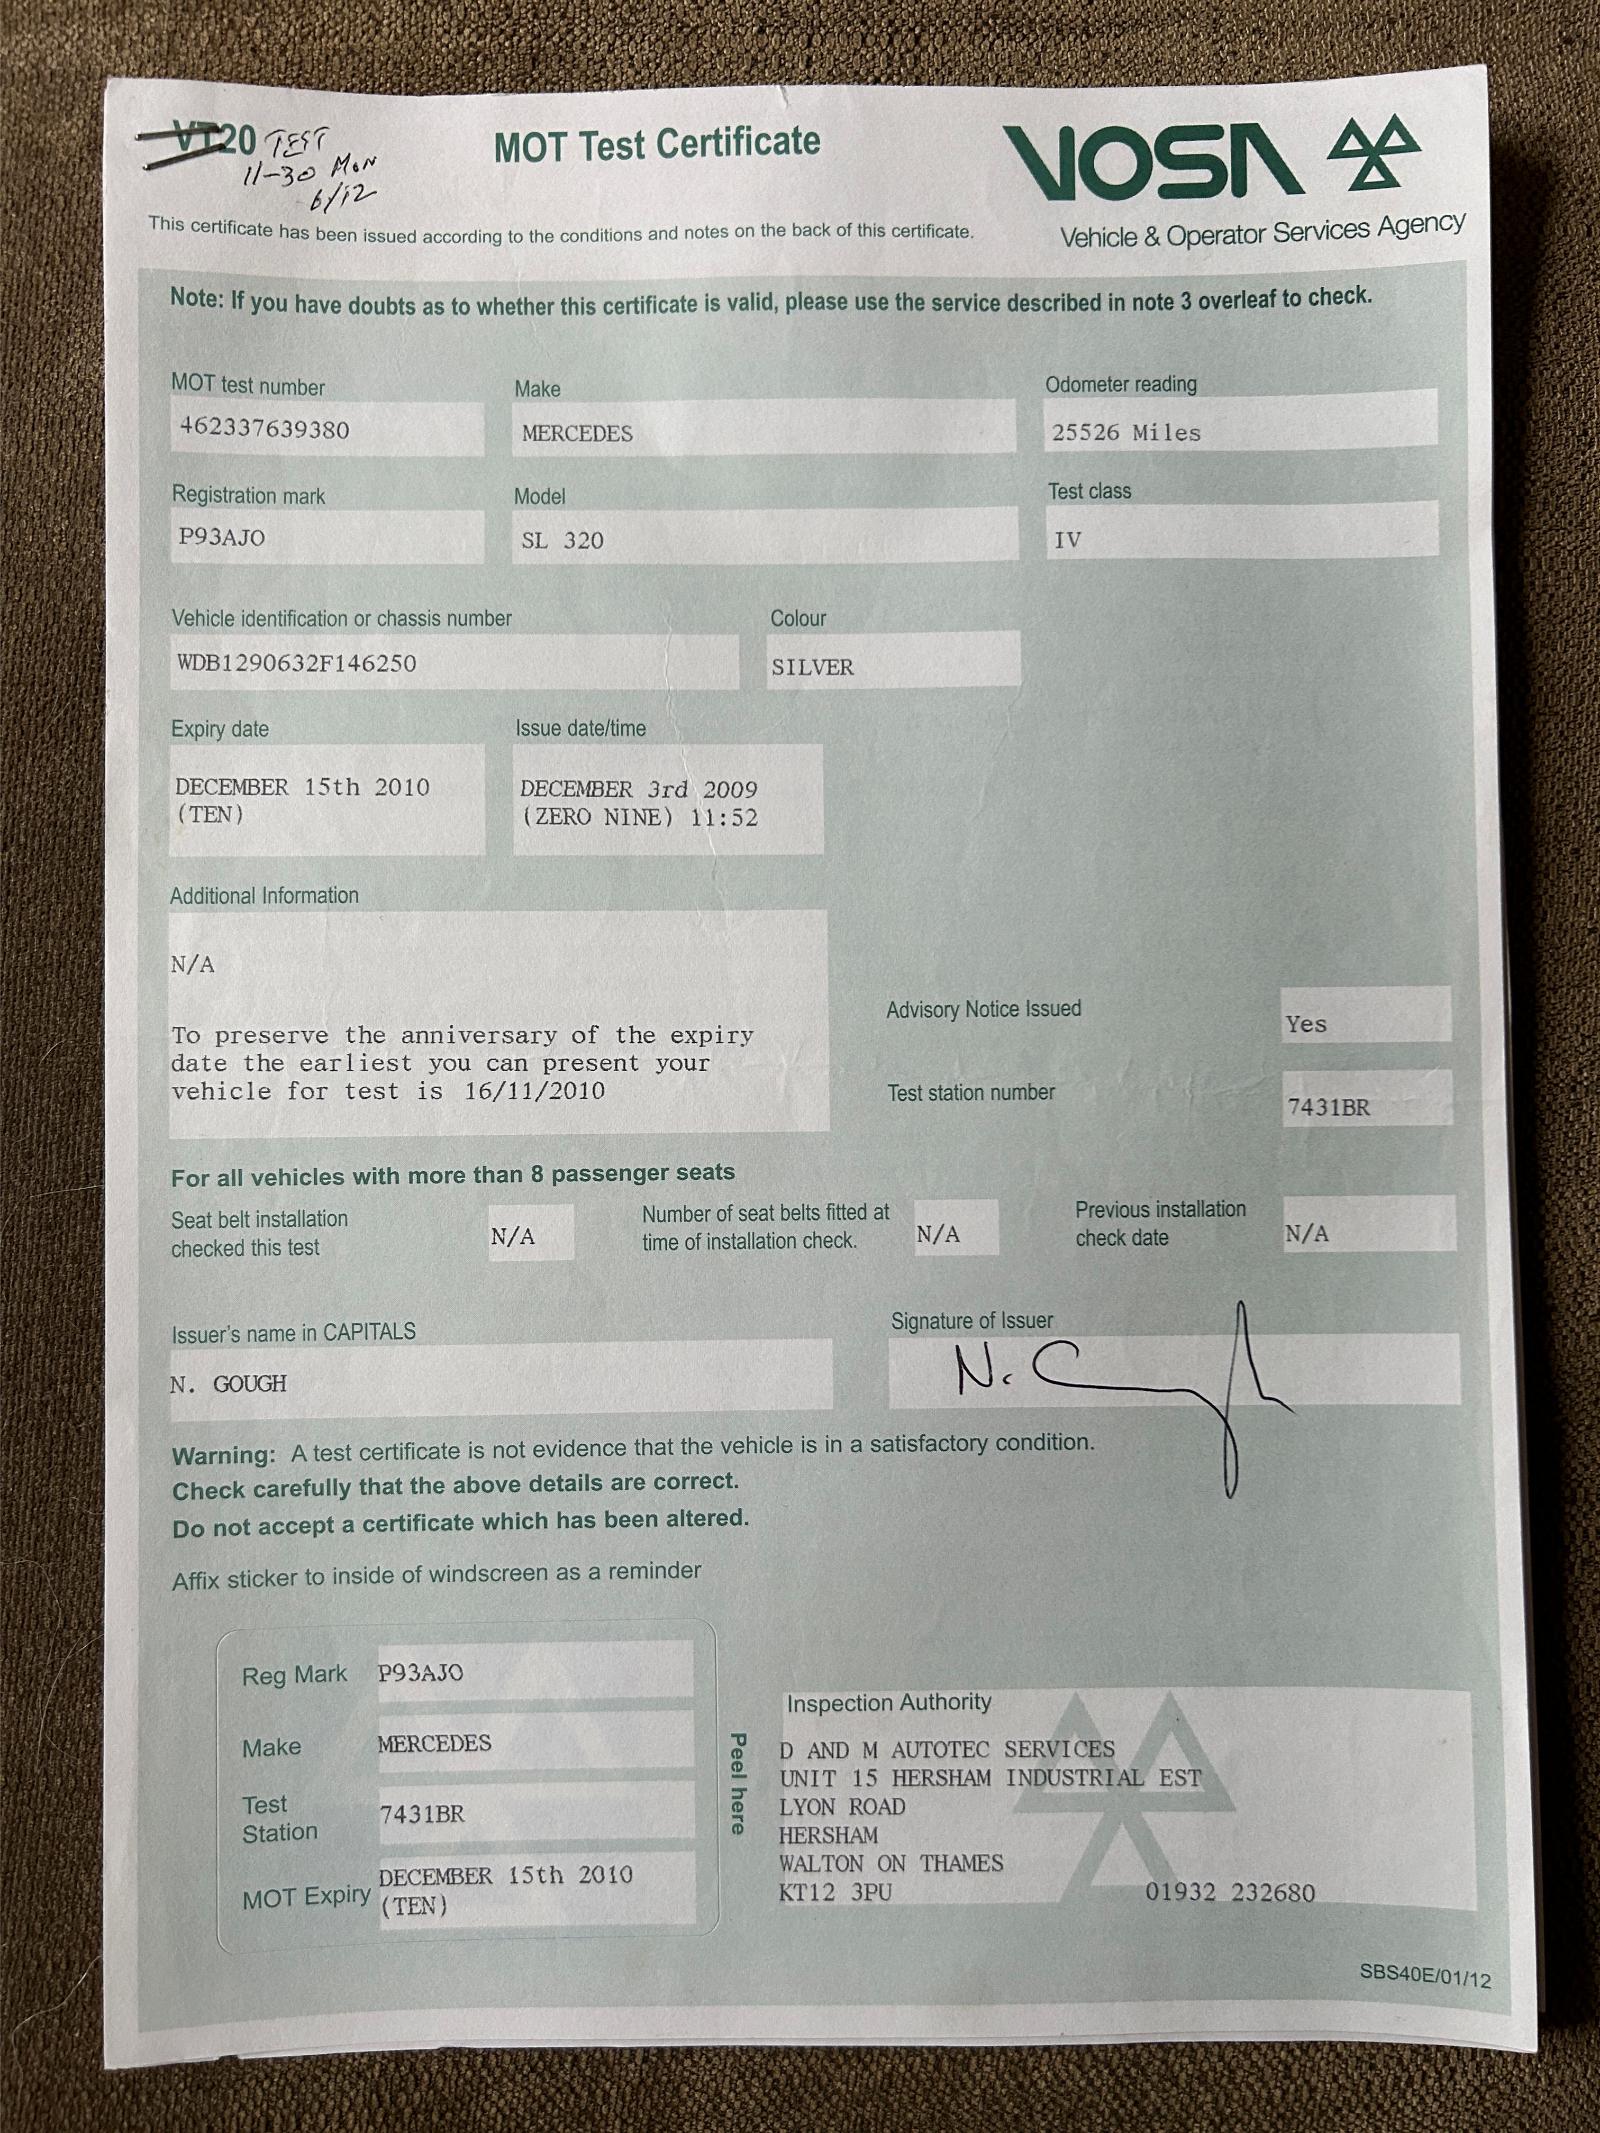 VT20 TEST
11-30 MON
6/12
MOT Test Certificate
VOSA
Vehicle & Operator Services Agency
This certificate has been issued according to the conditions and notes on the back of this certificate.
Note: If you have doubts as to whether this certificate is valid, please use the service described in note 3 overleaf to check.
MOT test number Make Odometer reading
462337639380 MERCEDES 25526 Miles
Registration mark Model Test class
P93AJO SL 320 IV
Vehicle identification or chassis number Colour
WDB1290632F146250 SILVER
Expiry date Issue date/time
DECEMBER 15th 2010 DECEMBER 3rd 2009
(TEN) (ZERO NINE) 11:52
Additional Information
N/A
To preserve the anniversary of the expiry
date the earliest you can present your
vehicle for test is 16/11/2010
Advisory Notice Issued Yes
Test station number 7431BR
For all vehicles with more than 8 passenger seats
Seat belt installation
checked this test N/A
Number of seat belts fitted at
time of installation check. N/A
Previous installation
check date N/A
Issuer's name in CAPITALS Signature of Issuer
N. GOUGH N. Gough
Warning: A test certificate is not evidence that the vehicle is in a satisfactory condition.
Check carefully that the above details are correct.
Do not accept a certificate which has been altered.
Affix sticker to inside of windscreen as a reminder
Reg Mark P93AJO
Make MERCEDES
Test
Station 7431BR
MOT Expiry DECEMBER 15th 2010
(TEN)
Peel here
Inspection Authority
D AND M AUTOTEC SERVICES
UNIT 15 HERSHAM INDUSTRIAL EST
LYON ROAD
HERSHAM
WALTON ON THAMES
KT12 3PU 01932 232680
SBS40E/01/12